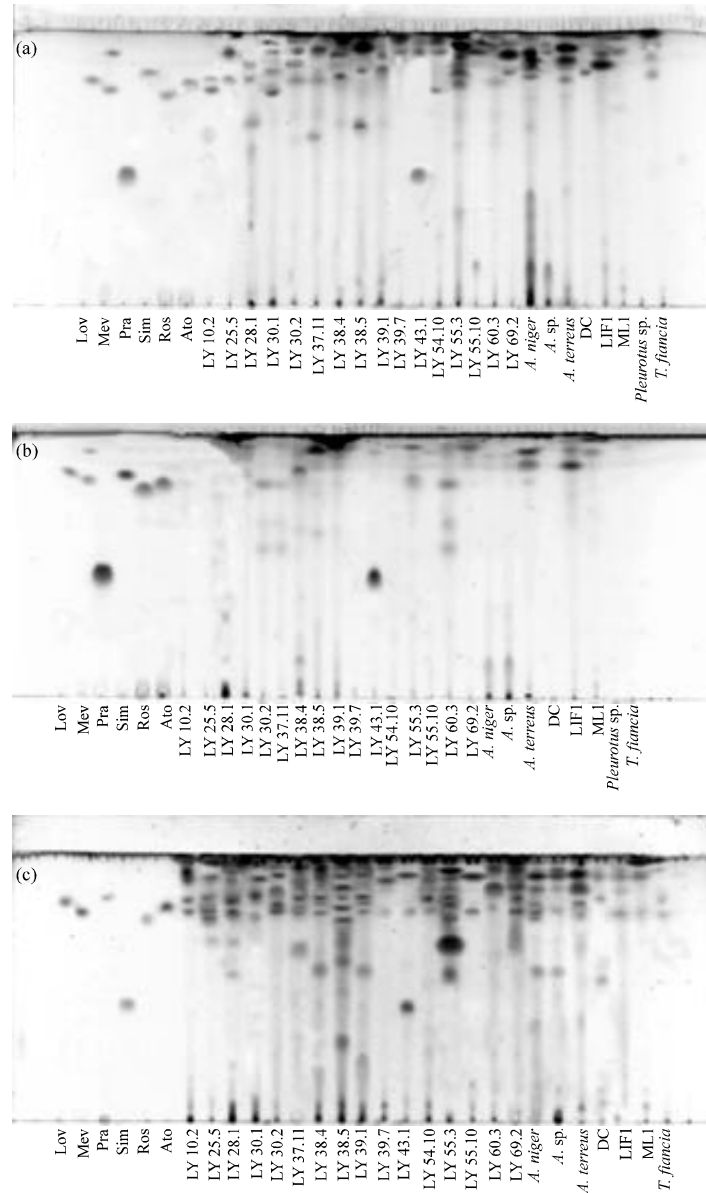 (a)
Lov Mev Pra Sim Ros Ato LY 10.2 LY 25.5 LY 28.1 LY 30.1 LY 30.2 LY 37.11 LY 38.4 LY 38.5 LY 39.1 LY 39.7 LY 43.1 LY 54.10 LY 55.3 LY 55.10 LY 60.3 LY 69.2 A. niger A. sp. A. terreus DC LIF1 ML1 Pleurotus sp. T. fiancia
(b)
Lov Mev Pra Sim Ros Ato LY 10.2 LY 25.5 LY 28.1 LY 30.1 LY 30.2 LY 37.11 LY 38.4 LY 38.5 LY 39.1 LY 39.7 LY 43.1 LY 54.10 LY 55.3 LY 55.10 LY 60.3 LY 69.2 A. niger A. sp. A. terreus DC LIF1 ML1 Pleurotus sp. T. fiancia
(c)
Lov Mev Pra Sim Ros Ato LY 10.2 LY 25.5 LY 28.1 LY 30.1 LY 30.2 LY 37.11 LY 38.4 LY 38.5 LY 39.1 LY 39.7 LY 43.1 LY 54.10 LY 55.3 LY 55.10 LY 60.3 LY 69.2 A. niger A. sp. A. terreus DC LIF1 ML1 T. fiancia